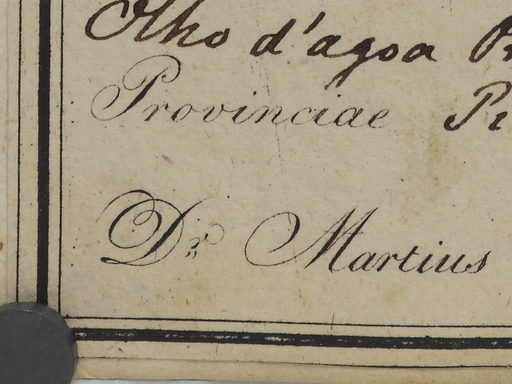 Olho d'agoa
Provinciae
Dr. Martius